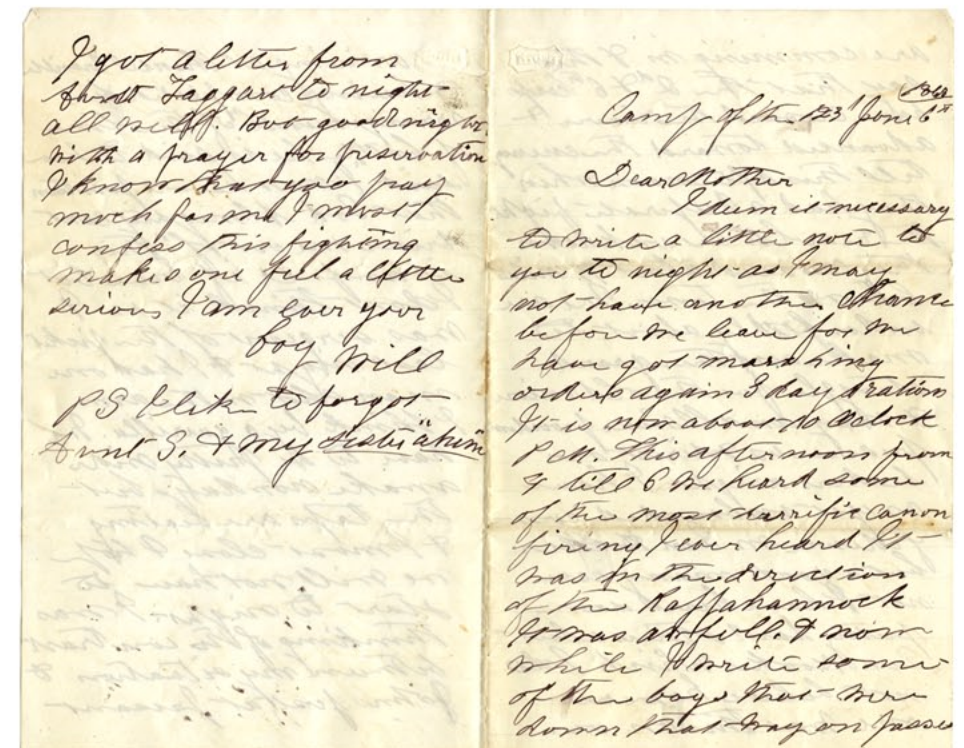 Camp of the 123 June 6th
Dear Mother
I deem it necessary
to write a little note to
you to night as I may
not have another chance
before we leave for we
have got marching
orders again 3 day rations
It is now about 10 Oclock
P M. This afternoon from
4 till 6 we heard some
of the most terrific canon
firing I ever heard It
was in the direction
of the Rappahannock
It was awfull. & now
while I write some
of the boys that were
down that way on passes
I got a letter from
Aunt Taggart to night
all well. But good night
with a prayer for preservation
I know that you pray
much for me I must
confess this fighting
makes one feel a little
serious I am ever your
boy Will
PS I like to forgot
Aunt S. & my sister